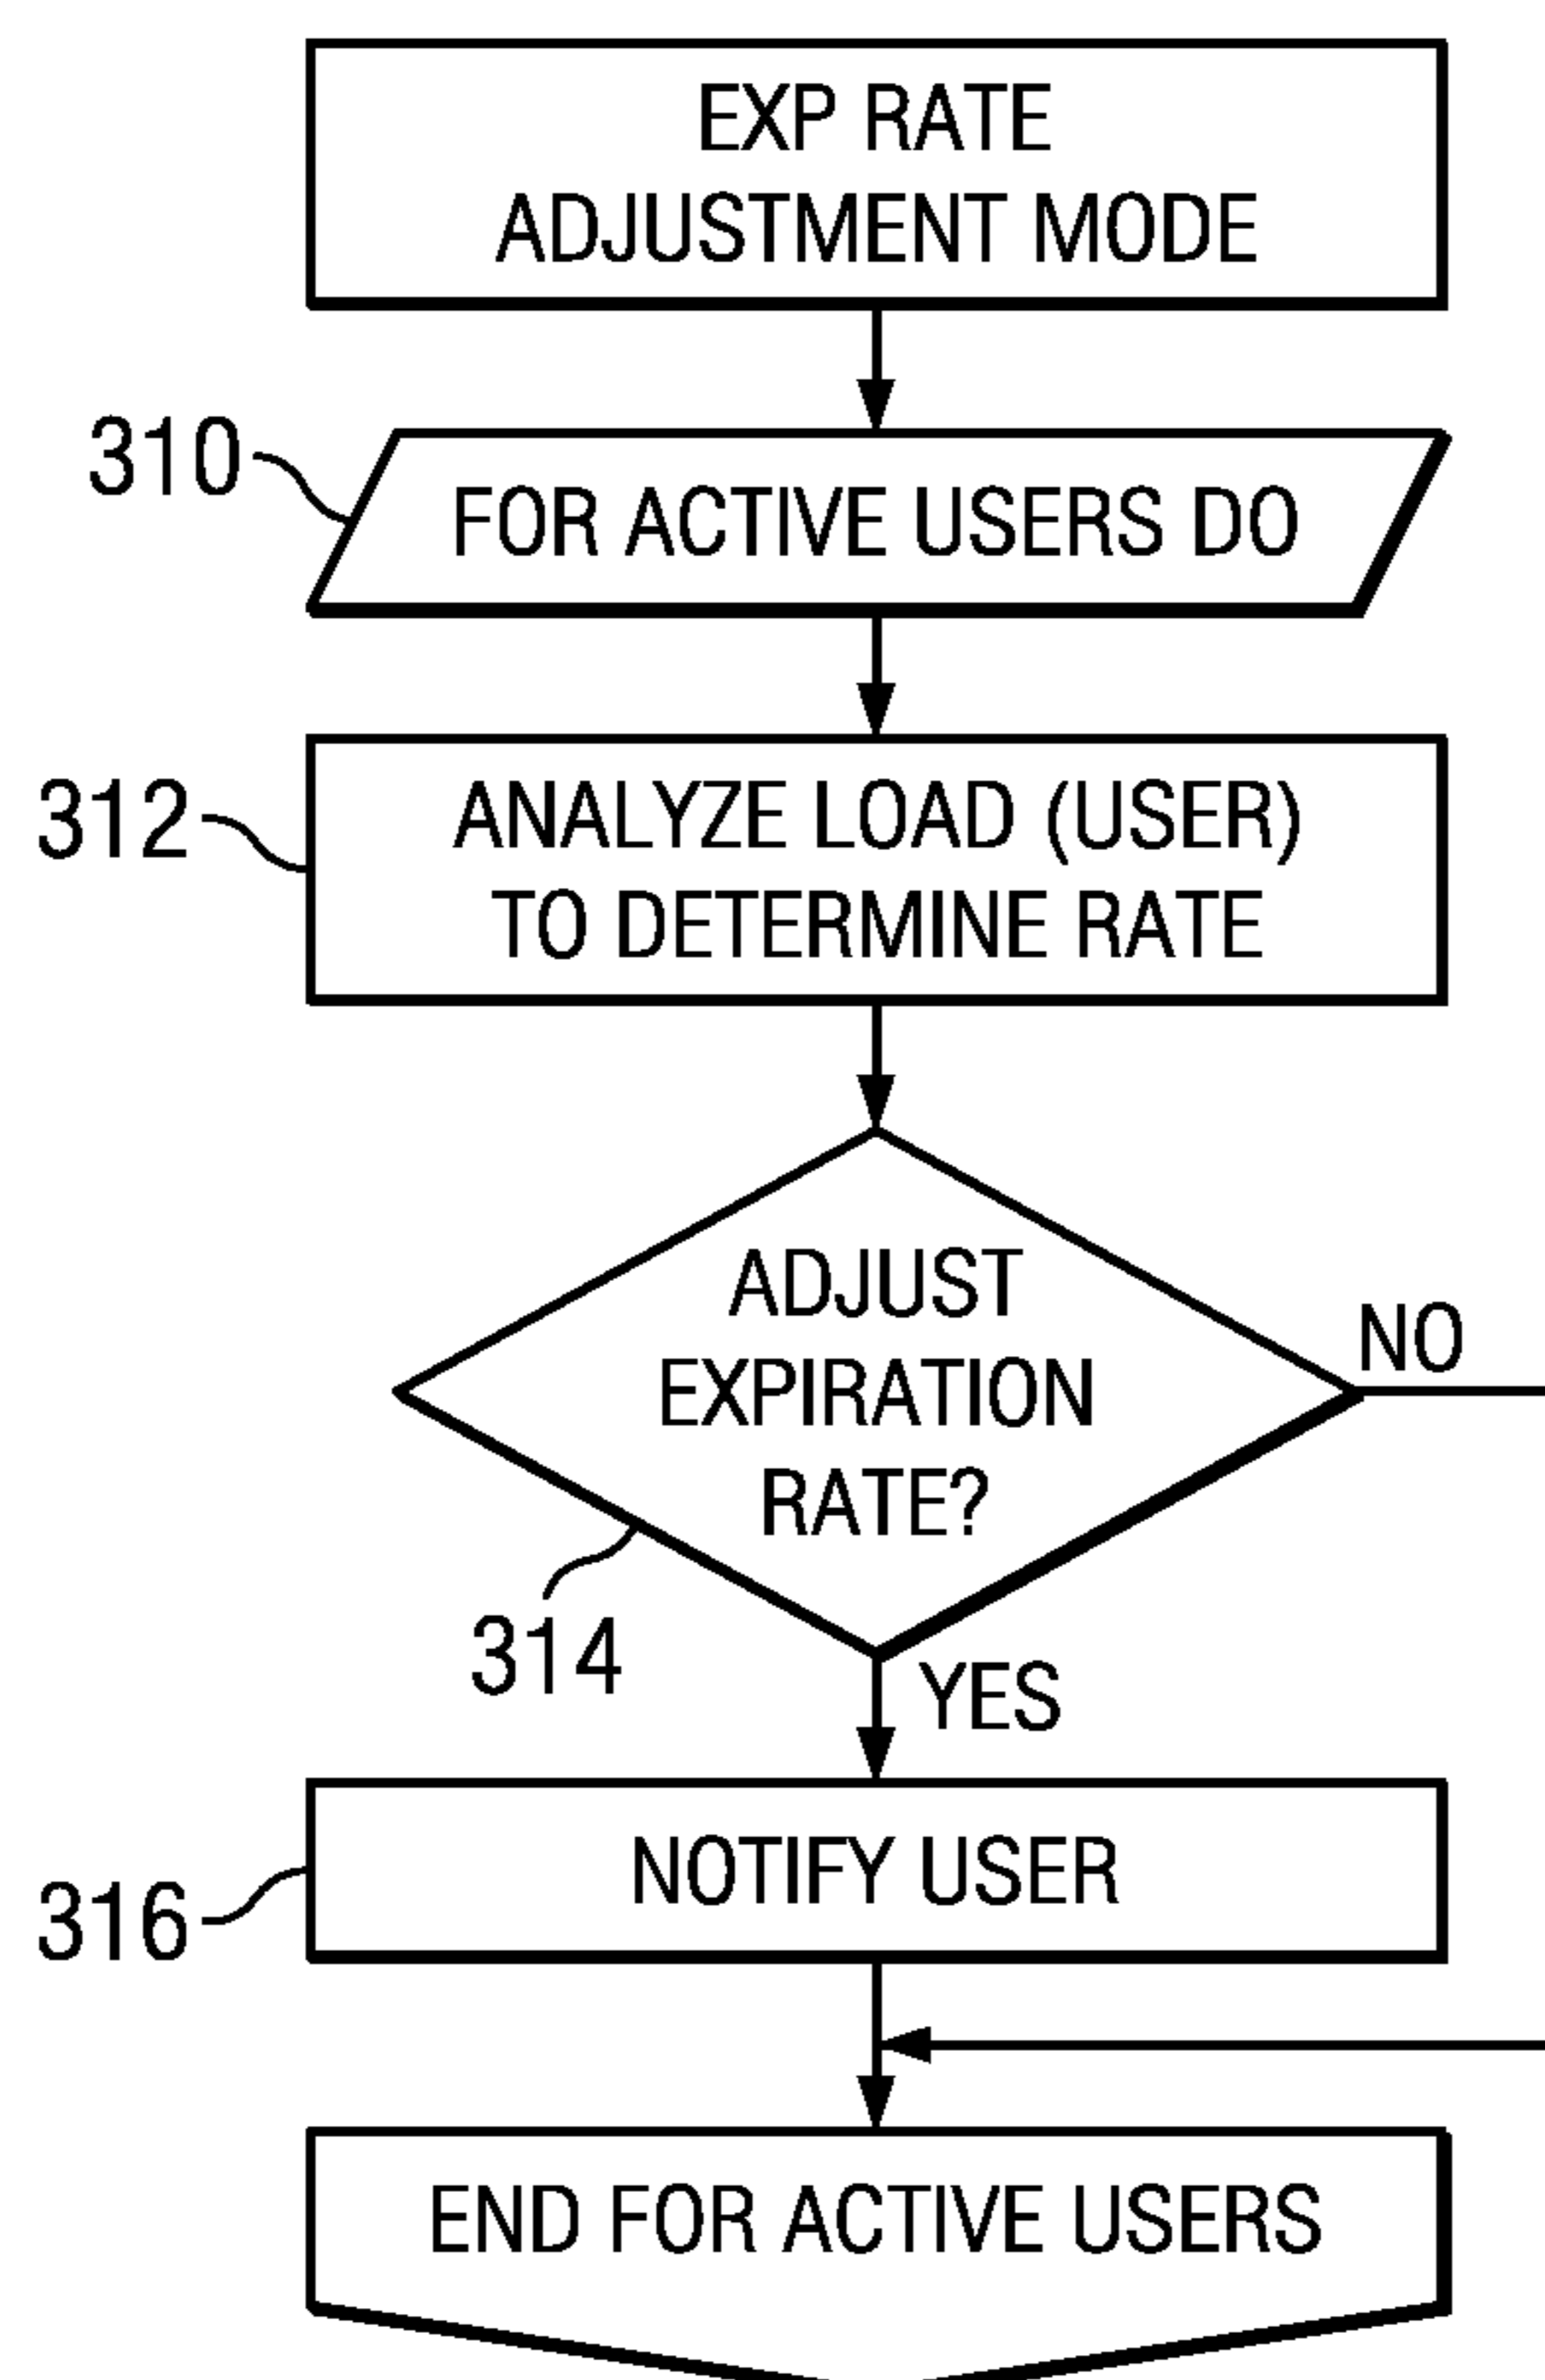 EXP RATE
ADJUSTMENT MODE
310
FOR ACTIVE USERS DO
312
ANALYZE LOAD (USER)
TO DETERMINE RATE
ADJUST
EXPIRATION
RATE?
NO
314
YES
NOTIFY USER
316
END FOR ACTIVE USERS